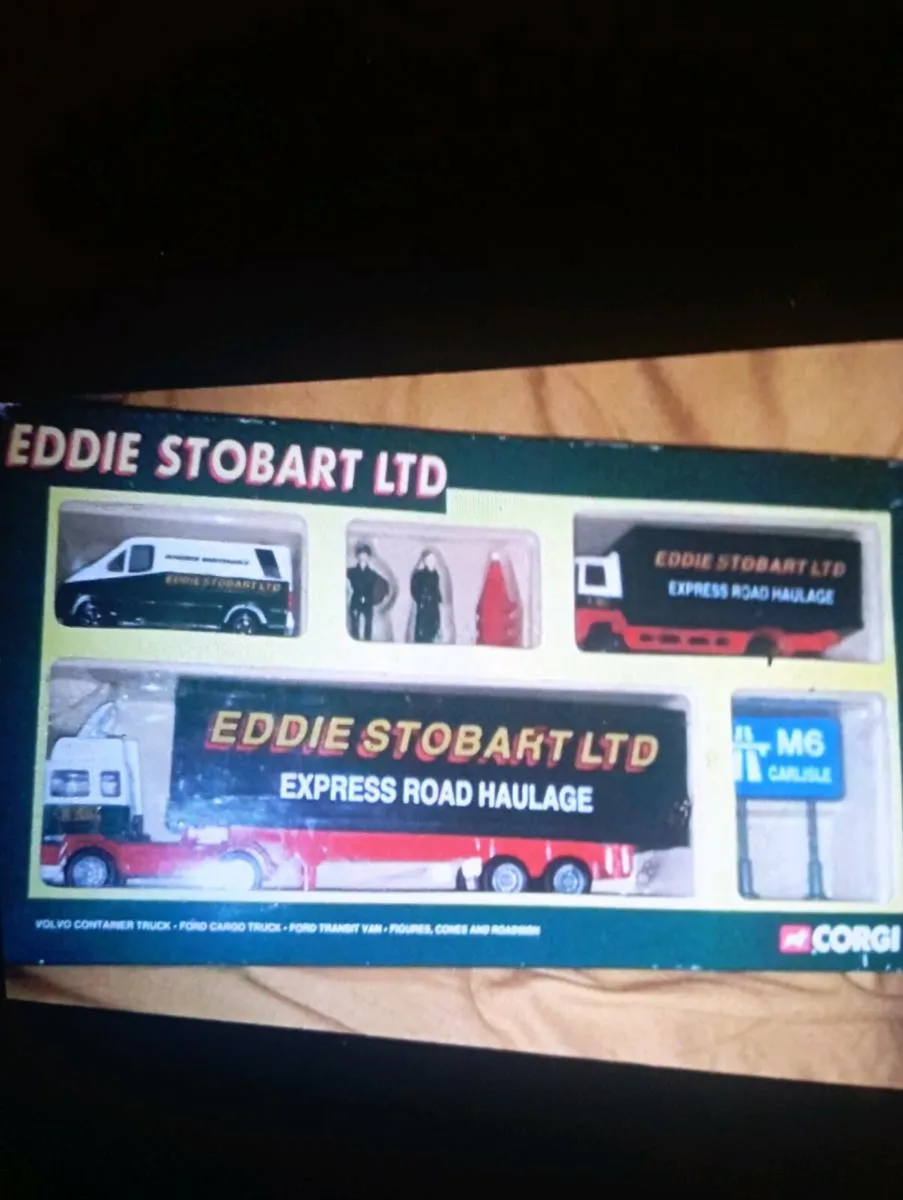 EDDIE STOBART LTD
EDDIE STOBART LTD
EDDIE STOBART LTD
EXPRESS ROAD HAULAGE
EDDIE STOBART LTD
EXPRESS ROAD HAULAGE
M6
CARLISLE
VOLVO CONTAINER TRUCK • FORD CARGO TRUCK • FORD TRANSIT VAN • FIGURES, CONES AND ROADSIGN
CORGI